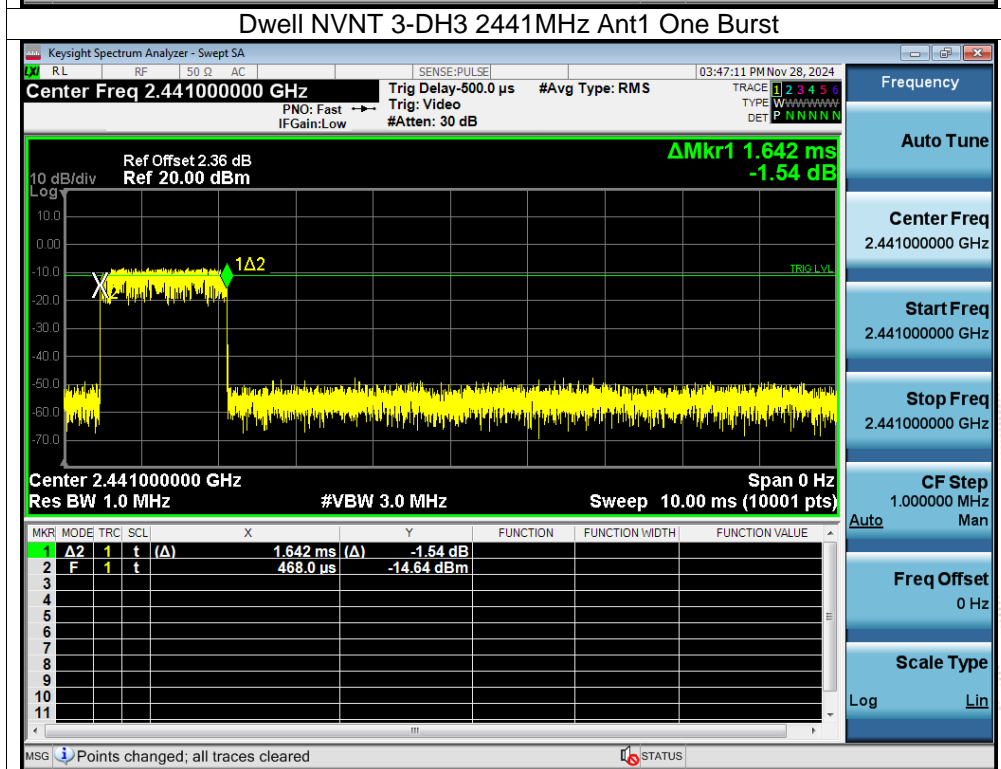 Dwell NVNT 3-DH3 2441MHz Ant1 One Burst
Keysight Spectrum Analyzer - Swept SA
LXI RL RF 50 Ω AC SENSE:PULSE 03:47:11 PM Nov 28, 2024
Center Freq 2.441000000 GHz Trig Delay-500.0 µs #Avg Type: RMS TRACE 1 2 3 4 5 6
PNO: Fast Trig: Video TYPE WWWWWW
IFGain:Low #Atten: 30 dB DET P N N N N N
Frequency
Auto Tune
ΔMkr1 1.642 ms
-1.54 dB
Ref Offset 2.36 dB
10 dB/div Ref 20.00 dBm
Log
10.0
0.00
-10.0
-20.0
-30.0
-40.0
-50.0
-60.0
-70.0
1Δ2
2
TRIG LVL
Center 2.441000000 GHz Span 0 Hz
Res BW 1.0 MHz #VBW 3.0 MHz Sweep 10.00 ms (10001 pts)
Center Freq
2.441000000 GHz
Start Freq
2.441000000 GHz
Stop Freq
2.441000000 GHz
CF Step
1.000000 MHz
Auto Man
Freq Offset
0 Hz
Scale Type
Log Lin
MKR MODE TRC SCL X Y FUNCTION FUNCTION WIDTH FUNCTION VALUE
1 Δ2 1 t (Δ) 1.642 ms (Δ) -1.54 dB
2 F 1 t 468.0 µs -14.64 dBm
3
4
5
6
7
8
9
10
11
MSG Points changed; all traces cleared STATUS